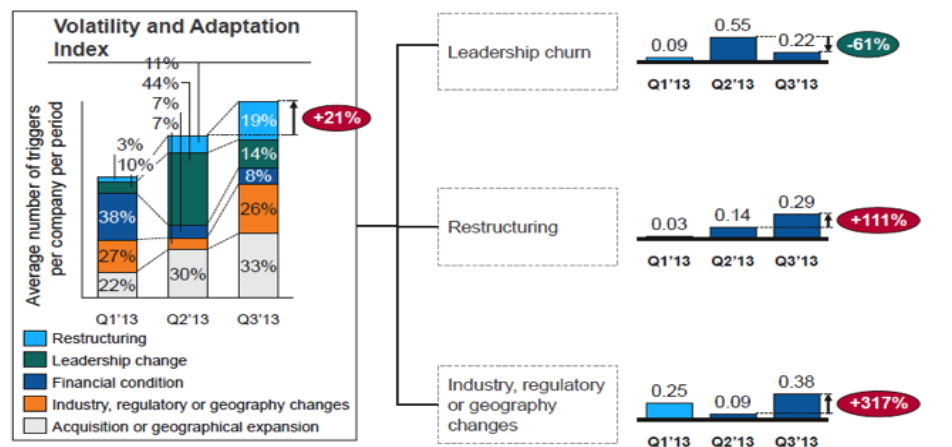 Volatility and Adaptation
Index
Average number of triggers
per company per period
11%
44%
7%
7%
3%
10%
38%
27%
22%
30%
19%
14%
8%
26%
33%
+21%
Q1'13 Q2'13 Q3'13
Restructuring
Leadership change
Financial condition
Industry, regulatory or geography changes
Acquisition or geographical expansion
Leadership churn
0.09 0.55 0.22 -61%
Q1'13 Q2'13 Q3'13
Restructuring
0.03 0.14 0.29 +111%
Q1'13 Q2'13 Q3'13
Industry, regulatory
or geography
changes
0.25 0.09 0.38 +317%
Q1'13 Q2'13 Q3'13